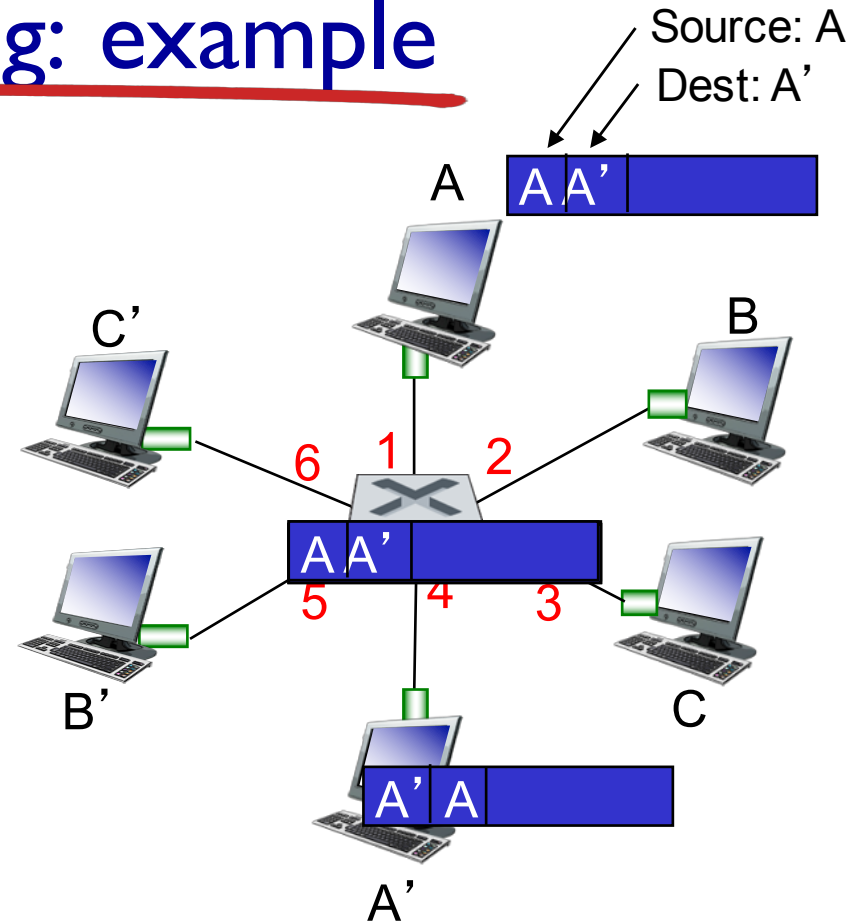 g: example
Source: A
Dest: A’
A
A A’
C’
B
6
1
2
A A’
5
4
3
B’
C
A’ A
A’